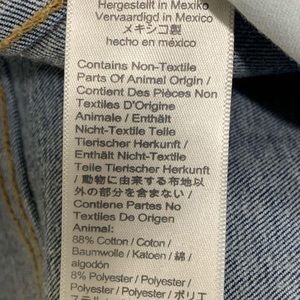 Hergestellt in Mexiko
Vervaardigd in Mexico
メキシコ製
hecho en méxico
Contains Non-Textile
Parts Of Animal Origin /
Contient Des Pièces Non
Textiles D'Origine
Animale / Enthält
Nicht-Textile Teile
Tierischer Herkunft /
Enthält Nicht-Textile
Teile Tierischer Herkunft
/ 動物に由来する布地以
外の部分を含まない /
Contiene Partes No
Textiles De Origen
Animal:
88% Cotton / Coton /
Baumwolle / Katoen / 綿 /
algodón
8% Polyester / Polyester /
Polyester / Polyester / ポリエ
ステル